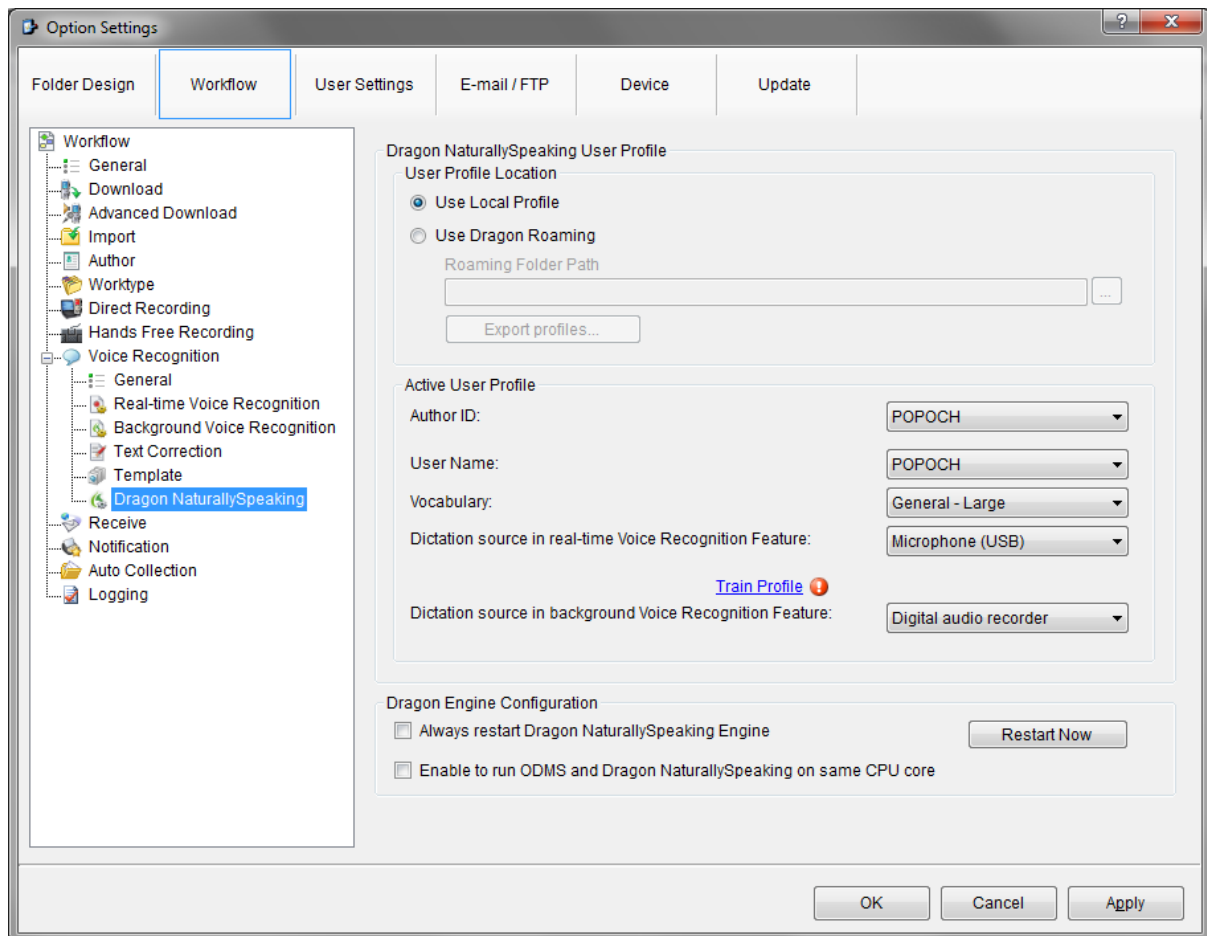 Option Settings
Folder Design
Workflow
User Settings
E-mail / FTP
Device
Update
Workflow
General
Download
Advanced Download
Import
Author
Worktype
Direct Recording
Hands Free Recording
Voice Recognition
General
Real-time Voice Recognition
Background Voice Recognition
Text Correction
Template
Dragon NaturallySpeaking
Receive
Notification
Auto Collection
Logging
Dragon NaturallySpeaking User Profile
User Profile Location
Use Local Profile
Use Dragon Roaming
Roaming Folder Path
...
Export profiles...
Active User Profile
Author ID: POPOCH
User Name: POPOCH
Vocabulary: General - Large
Dictation source in real-time Voice Recognition Feature: Microphone (USB)
Train Profile
Dictation source in background Voice Recognition Feature: Digital audio recorder
Dragon Engine Configuration
Always restart Dragon NaturallySpeaking Engine
Restart Now
Enable to run ODMS and Dragon NaturallySpeaking on same CPU core
OK
Cancel
Apply